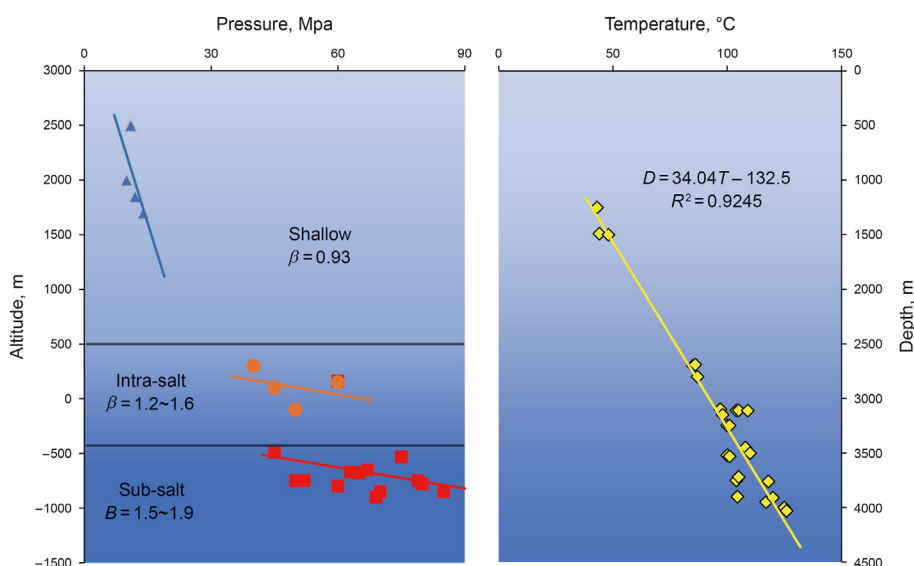 Pressure, Mpa
0 30 60 90
Altitude, m
3000
2500
2000
1500
1000
500
0
−500
−1000
−1500
Shallow
β = 0.93
Intra-salt
β = 1.2~1.6
Sub-salt
B = 1.5~1.9
Temperature, °C
0 50 100 150
D = 34.04T − 132.5
R² = 0.9245
0
500
1000
1500
2000
2500
3000
3500
4000
4500
Depth, m